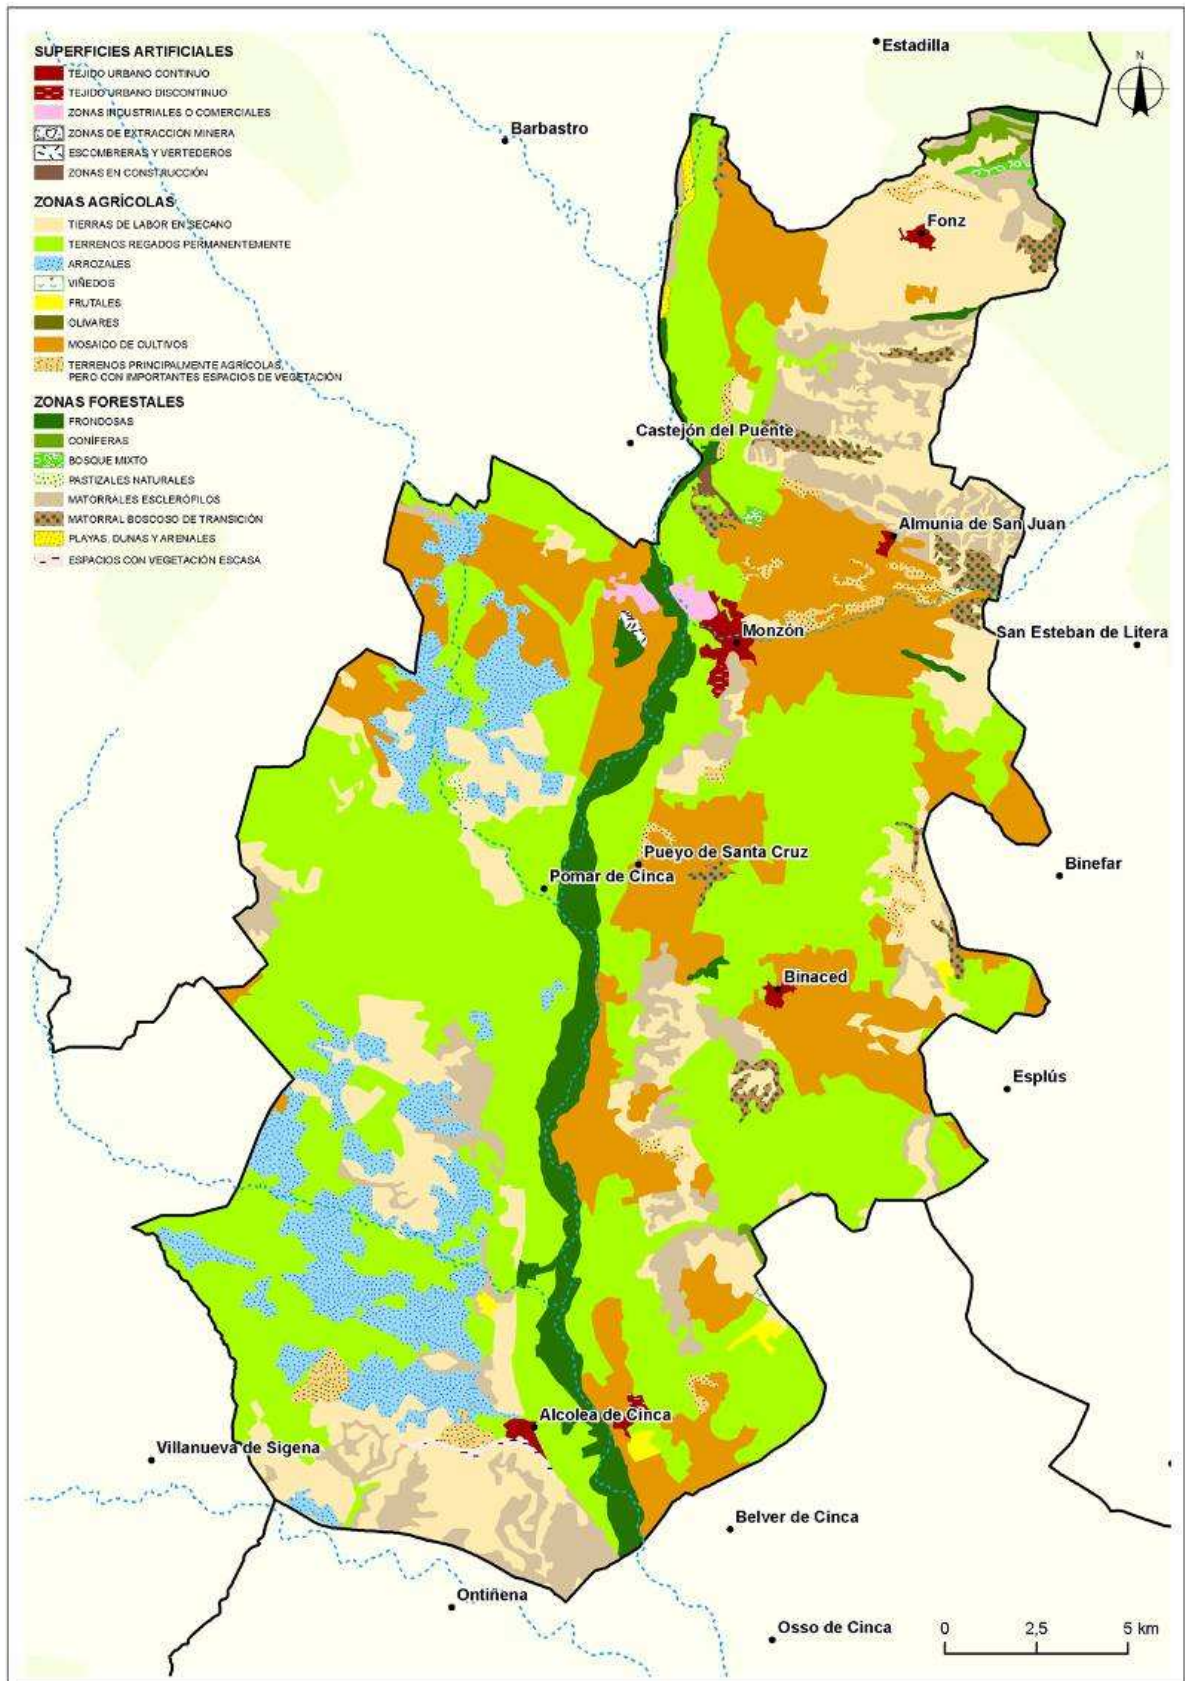 SUPERFICIES ARTIFICIALES
TEJIDO URBANO CONTINUO
TEJIDO URBANO DISCONTINUO
ZONAS INDUSTRIALES O COMERCIALES
ZONAS DE EXTRACCION MINERA
ESCOMBRERAS Y VERTEDEROS
ZONAS EN CONSTRUCCIÓN
ZONAS AGRÍCOLAS
TIERRAS DE LABOR EN SECANO
TERRENOS REGADOS PERMANENTEMENTE
ARROZALES
VIÑEDOS
FRUTALES
OLIVARES
MOSAICO DE CULTIVOS
TERRENOS PRINCIPALMENTE AGRÍCOLAS,
PERO CON IMPORTANTES ESPACIOS DE VEGETACIÓN
ZONAS FORESTALES
FRONDOSAS
CONÍFERAS
BOSQUE MIXTO
PASTIZALES NATURALES
MATORRALES ESCLERÓFILOS
MATORRAL BOSCOSO DE TRANSICIÓN
PLAYAS, DUNAS Y ARENALES
ESPACIOS CON VEGETACIÓN ESCASA
Estadilla
N
Barbastro
Fonz
Castejón del Puente
Almunia de San Juan
Monzón
San Esteban de Litera
Pueyo de Santa Cruz
Pomar de Cinca
Binefar
Binaced
Esplús
Alcolea de Cinca
Villanueva de Sigena
Belver de Cinca
Ontiñena
Osso de Cinca
0 2,5 5 km